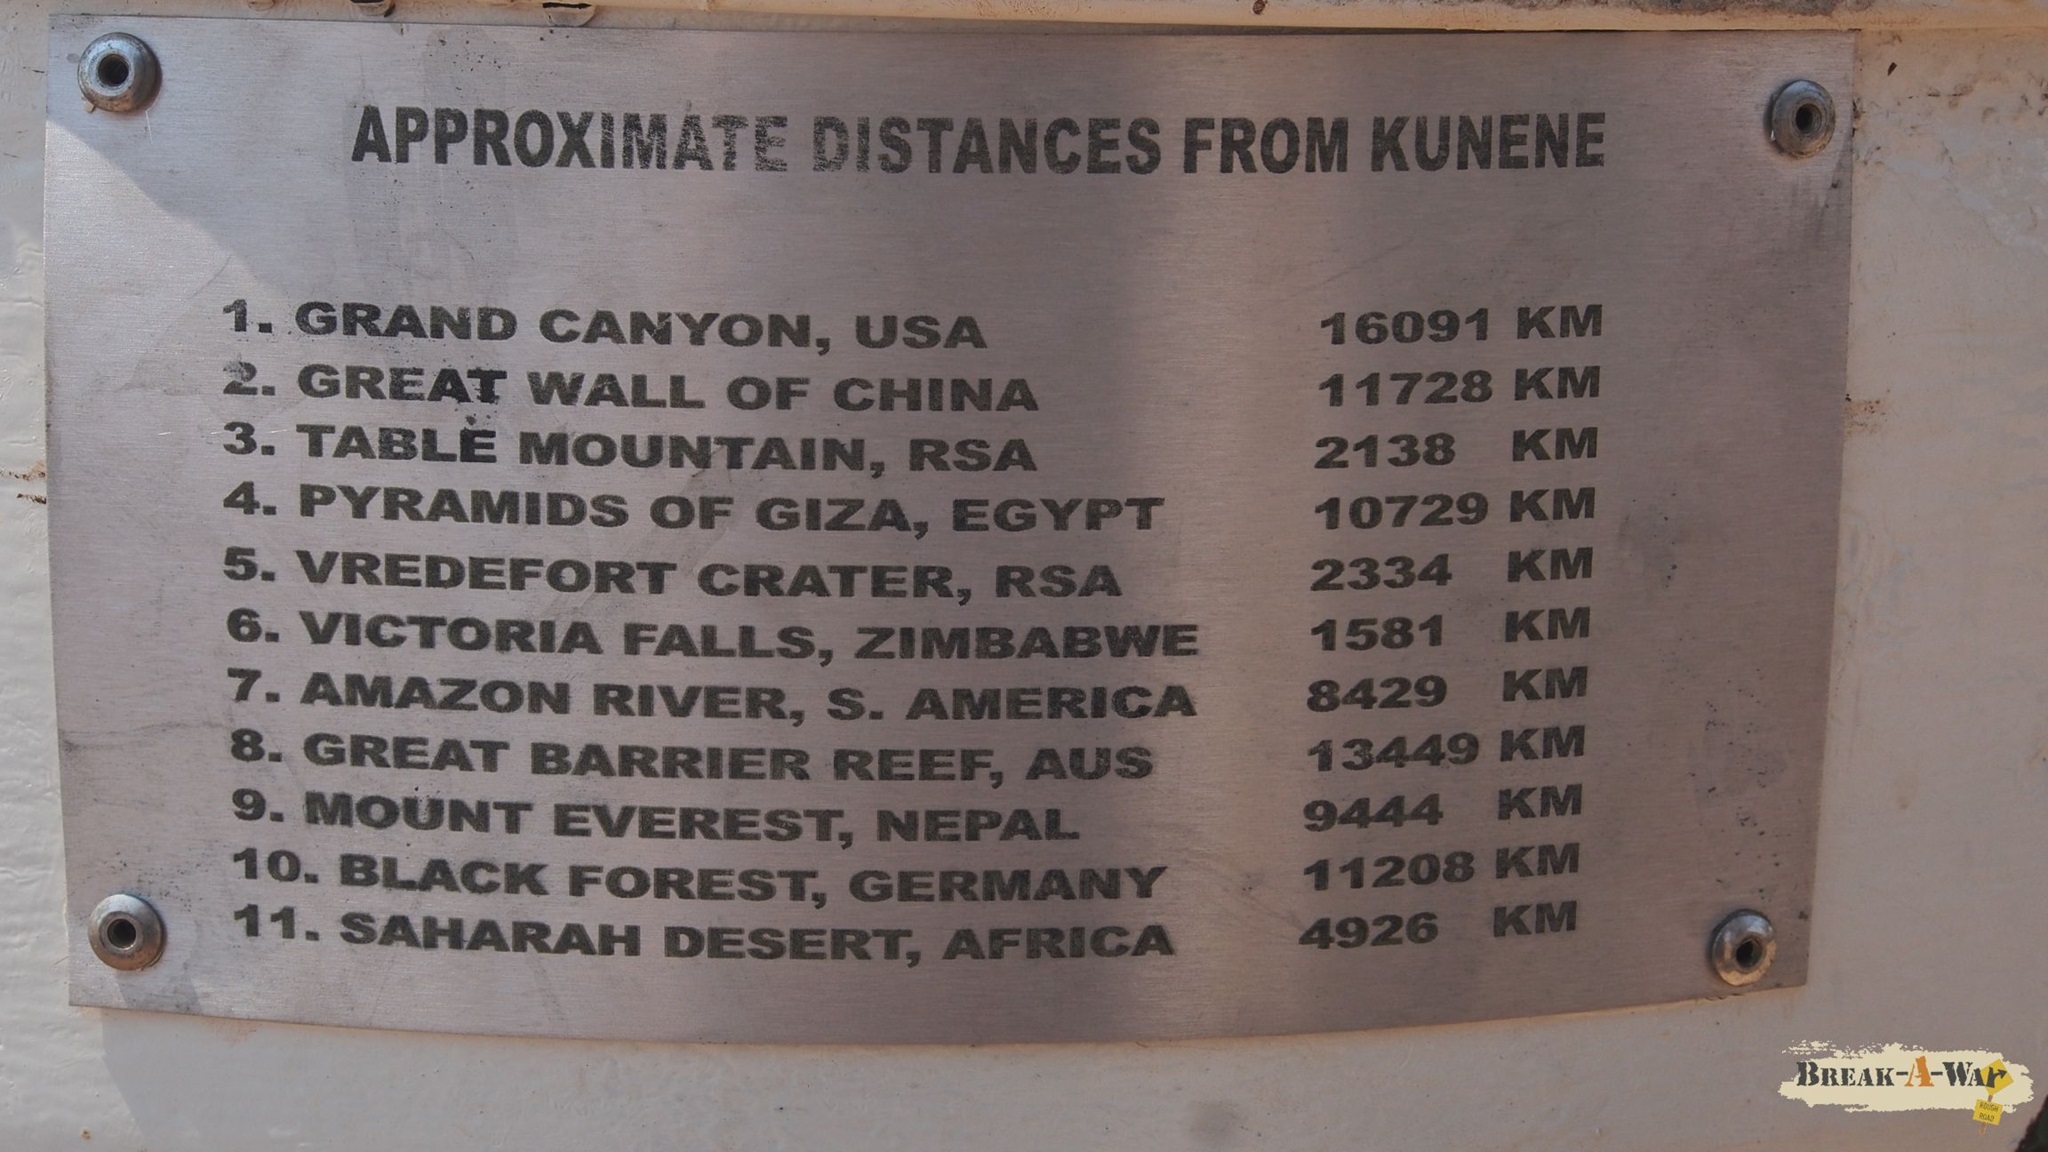 APPROXIMATE DISTANCES FROM KUNENE
1. GRAND CANYON, USA 16091 KM
2. GREAT WALL OF CHINA 11728 KM
3. TABLE MOUNTAIN, RSA 2138 KM
4. PYRAMIDS OF GIZA, EGYPT 10729 KM
5. VREDEFORT CRATER, RSA 2334 KM
6. VICTORIA FALLS, ZIMBABWE 1581 KM
7. AMAZON RIVER, S. AMERICA 8429 KM
8. GREAT BARRIER REEF, AUS 13449 KM
9. MOUNT EVEREST, NEPAL 9444 KM
10. BLACK FOREST, GERMANY 11208 KM
11. SAHARAH DESERT, AFRICA 4926 KM
BREAK-A-WAY
ROUGH
ROAD